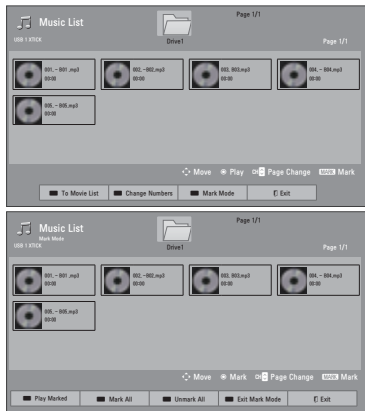 Music List
Page 1/1
USB 1 STICK
Drive1
Page 1/1
001. - B01 .mp3
00:00
002. - B02.mp3
00:00
003. B03.mp3
00:00
004. - B04.mp3
00:00
005. - B05.mp3
00:00
Move
Play
Page Change
MARK Mark
To Movie List
Change Numbers
Mark Mode
Exit
Music List
Mark Mode
Page 1/1
USB 1 STICK
Drive1
Page 1/1
001. - B01 .mp3
00:00
002. - B02.mp3
00:00
003. B03.mp3
00:00
004. - B04.mp3
00:00
005. - B05.mp3
00:00
Move
Mark
Page Change
MARK Mark
Play Marked
Mark All
Unmark All
Exit Mark Mode
Exit